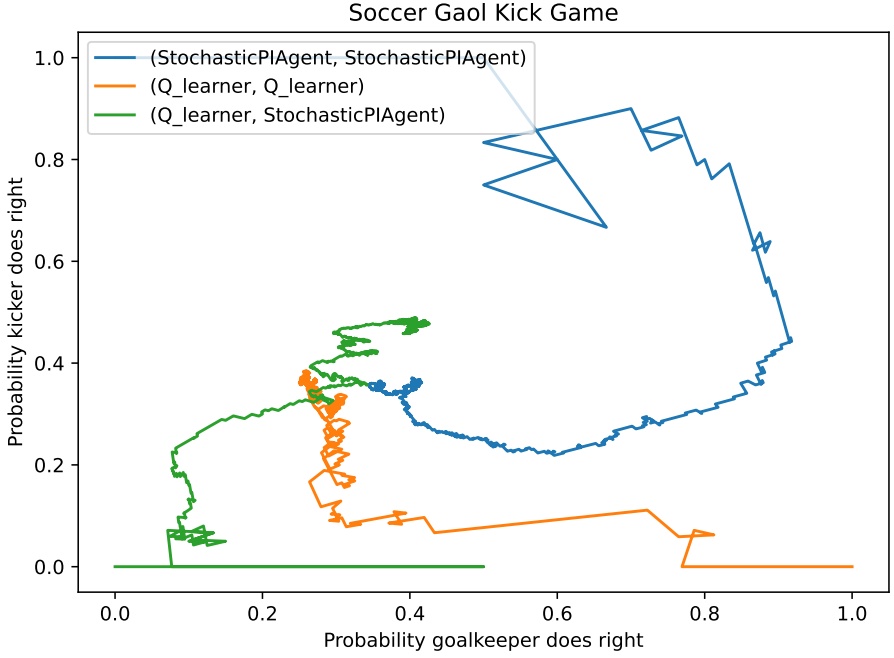 Soccer Gaol Kick Game
(StochasticPIAgent, StochasticPIAgent)
(Q_learner, Q_learner)
(Q_learner, StochasticPIAgent)
Probability kicker does right
1.0
0.8
0.6
0.4
0.2
0.0
0.0 0.2 0.4 0.6 0.8 1.0
Probability goalkeeper does right